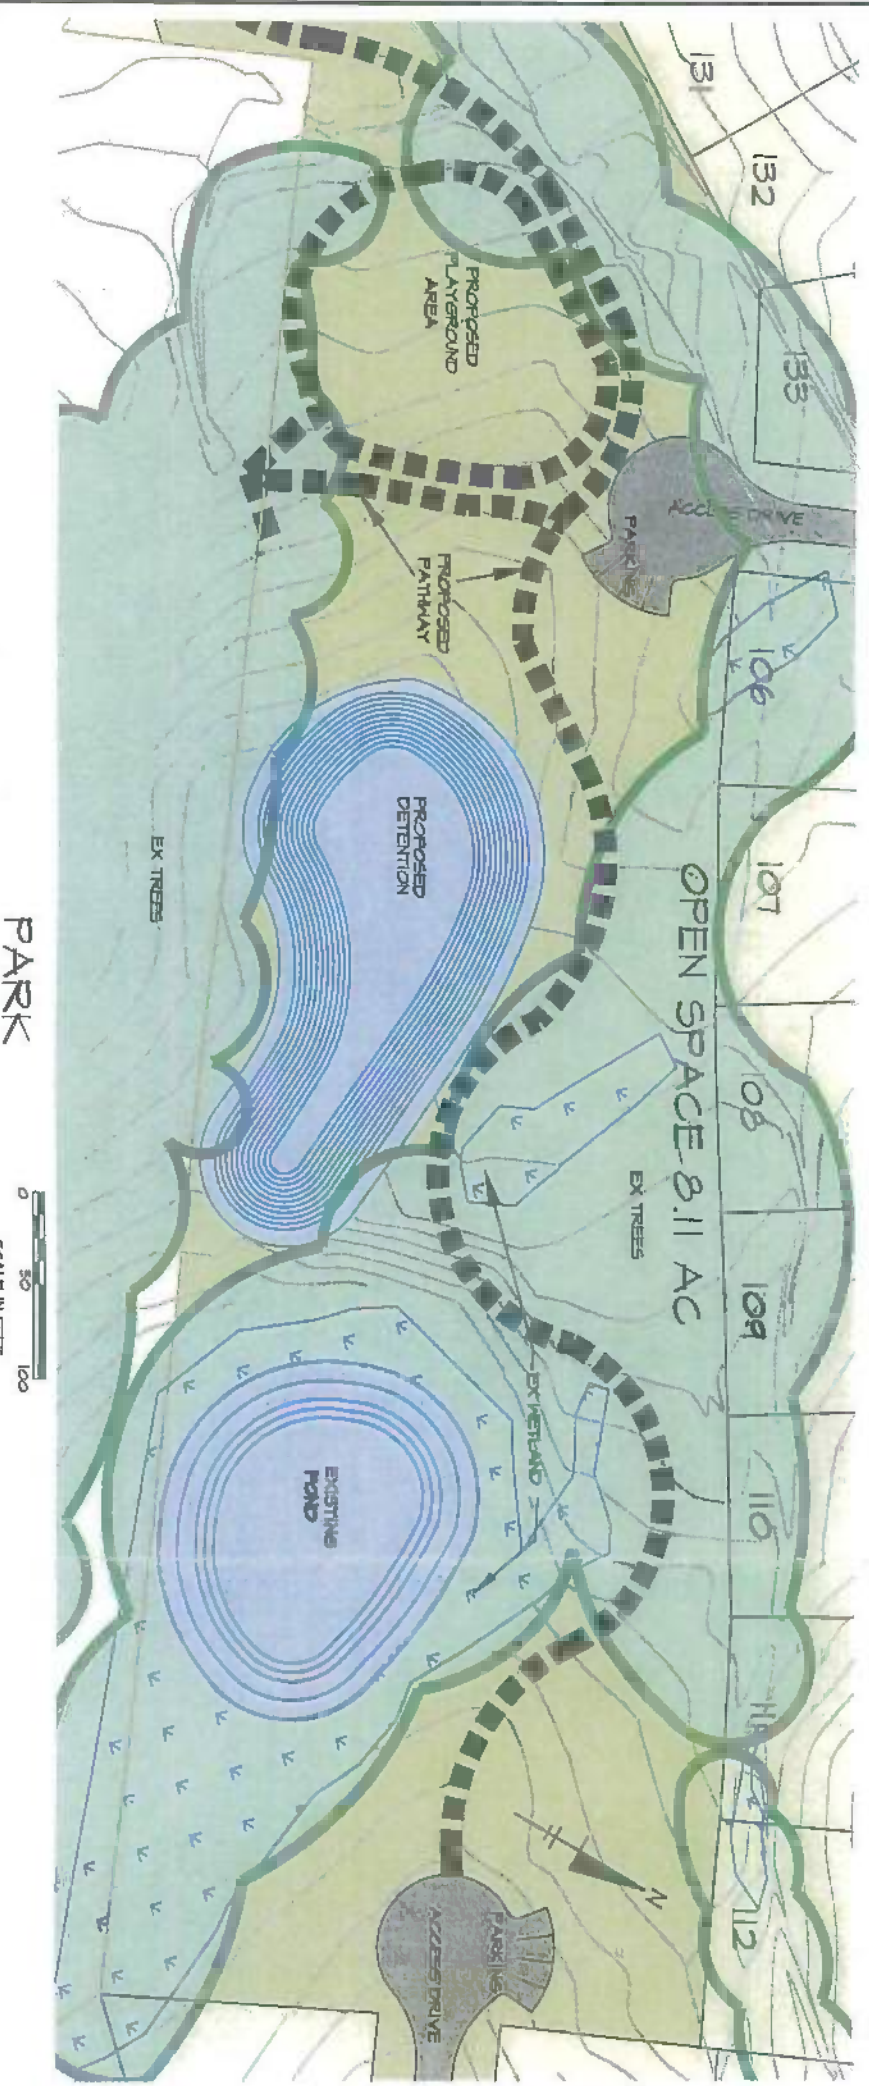 131
132
133
PROPOSED
PLAYGROUND
AREA
ACCESS DRIVE
PARKING
PROPOSED
PATHWAY
106
107
108
109
110
111
112
OPEN SPACE 8.11 AC
PROPOSED
DETENTION
EX TREES
EX TREES
EX WETLAND
EXISTING
POND
N
PARKING
ACCESS DRIVE
PARK
0 50 100